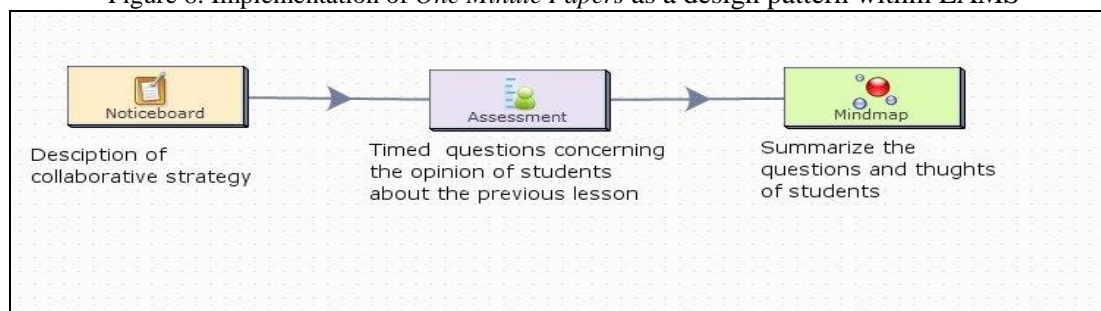 Figure 8. Implementation of One Minute Papers as a design pattern within LAMS
Noticeboard
Desciption of
collaborative strategy
Assessment
Timed questions concerning
the opinion of students
about the previous lesson
Mindmap
Summarize the
questions and thughts
of students